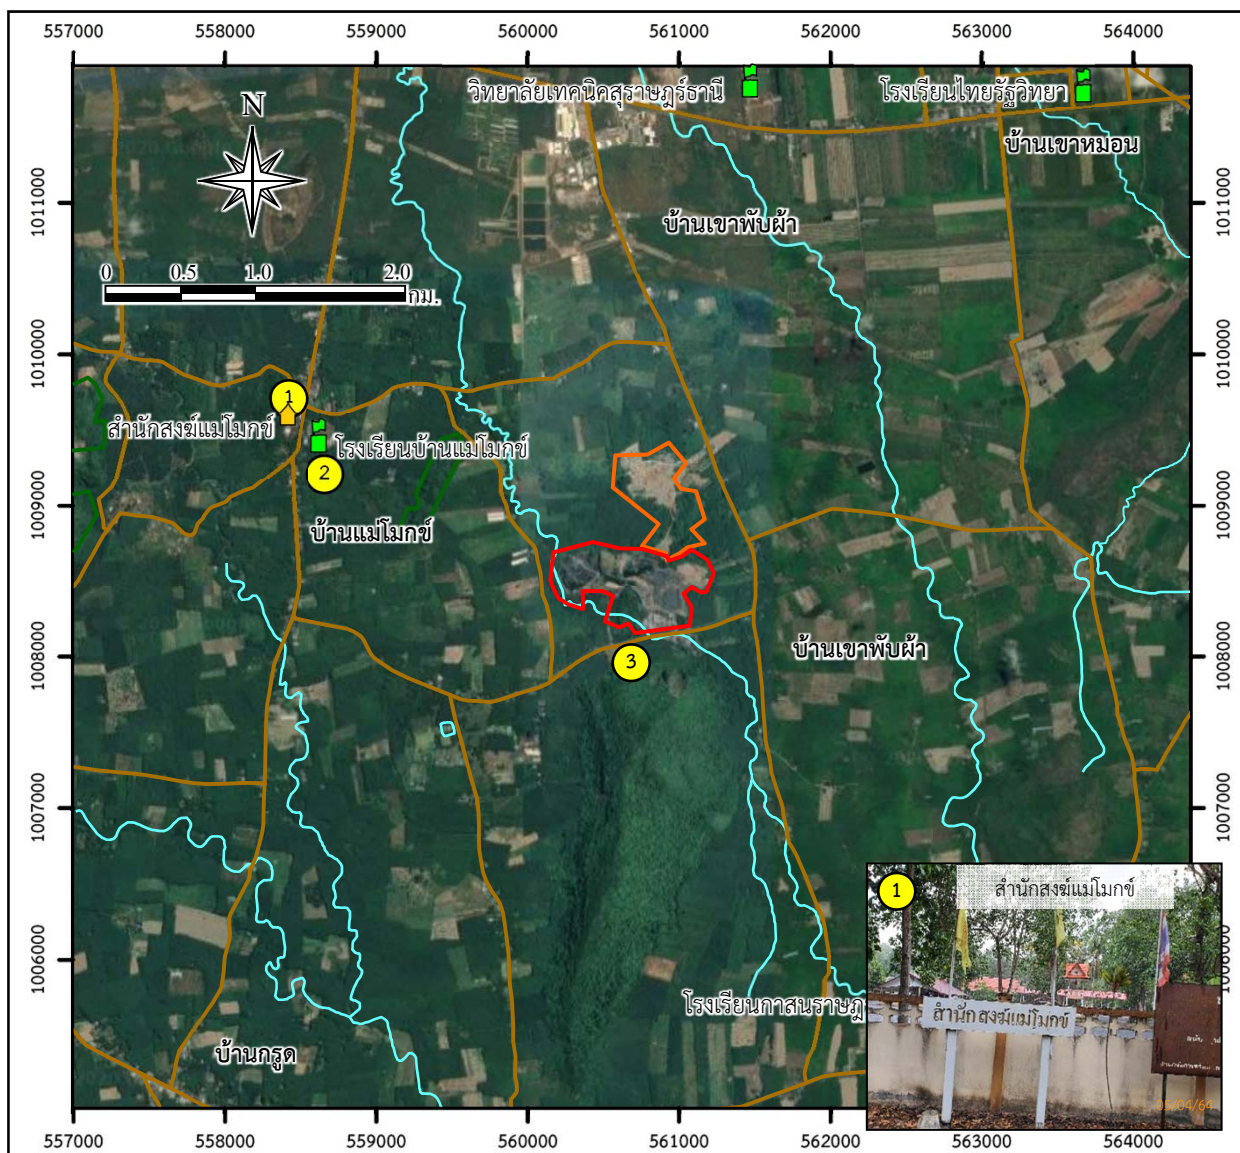 557000 558000 559000 560000 561000 562000 563000 564000
วิทยาลัยเทคนิคสุราษฎร์ธานี
โรงเรียนไทยรัฐวิทยา
N
บ้านเขาหมอน
1011000
1011000
บ้านเขาพับผ้า
0 0.5 1.0 2.0
กม.
1010000
1010000
1
สำนักสงฆ์แม่โมกข์
โรงเรียนบ้านแม่โมกข์
2
1009000
1009000
บ้านแม่โมกข์
1008000
1008000
บ้านเขาพับผ้า
3
1007000
1007000
1
สำนักสงฆ์แม่โมกข์
1006000
โรงเรียนกาสนราษฎ
สำนักสงฆ์แม่โมกข์
บ้านกรูด
05/04/64
557000 558000 559000 560000 561000 562000 563000 564000